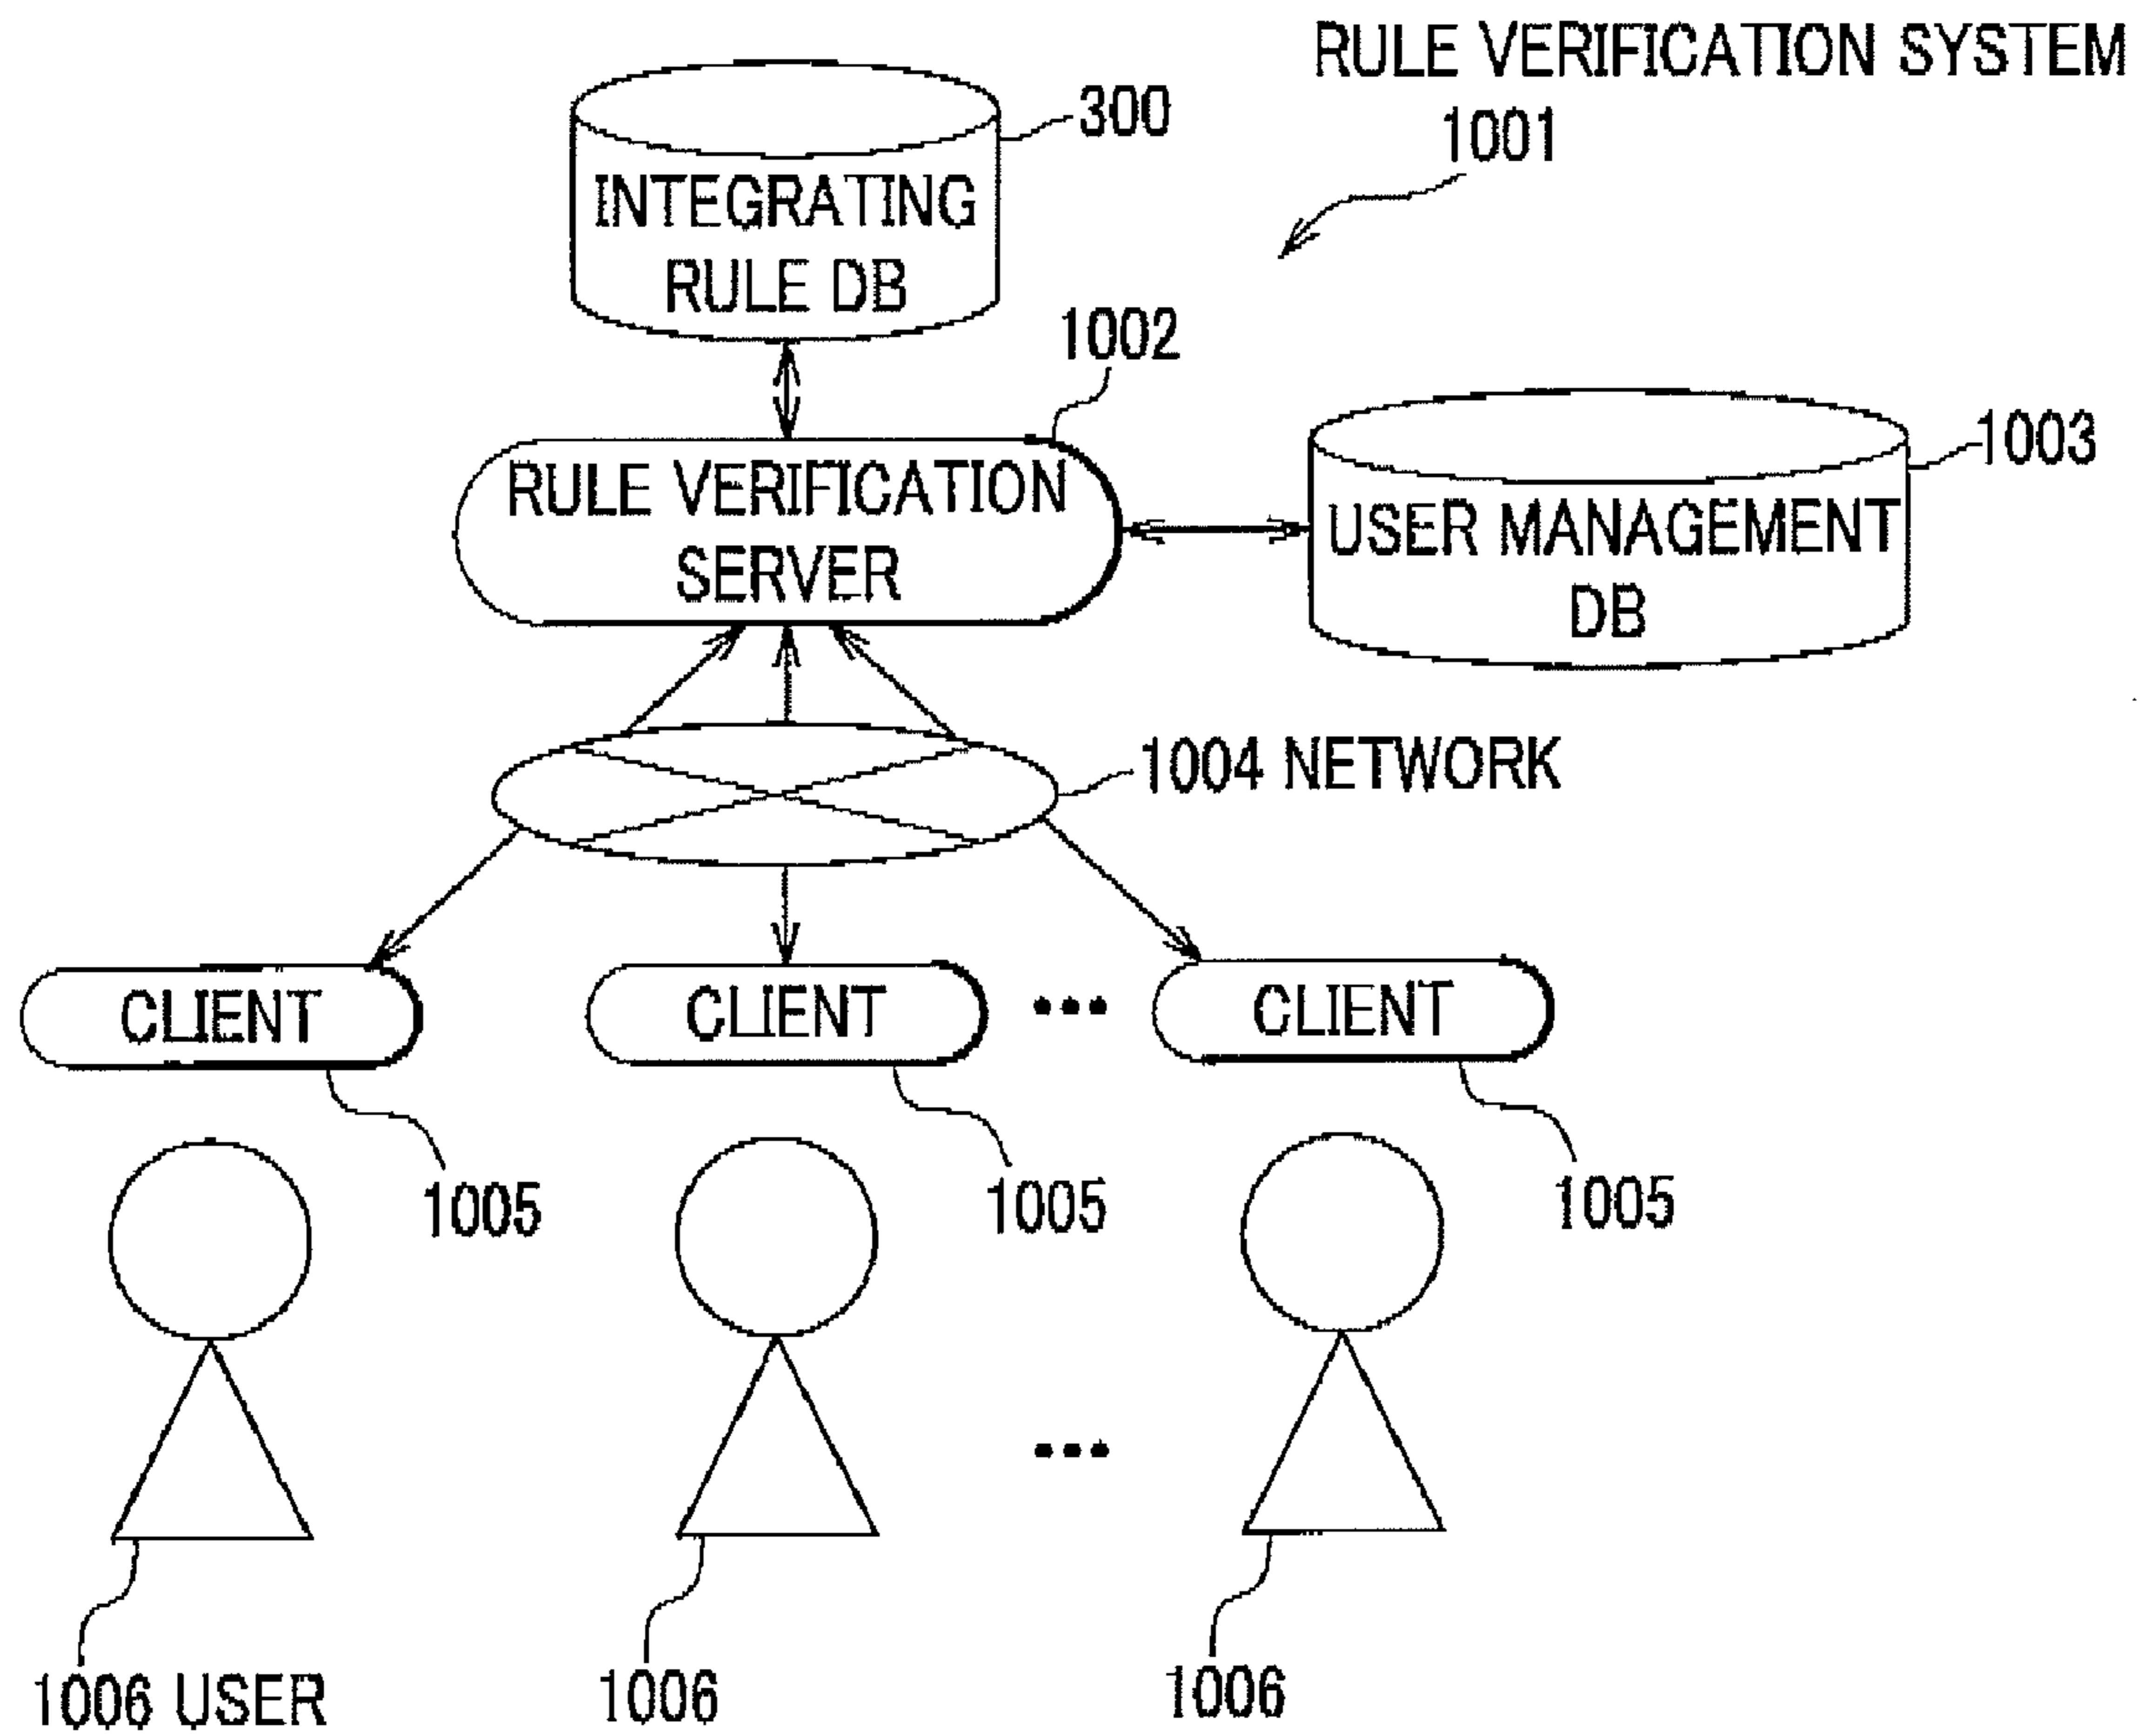 RULE VERIFICATION SYSTEM
1001
300
INTEGRATING
RULE DB
1002
RULE VERIFICATION
SERVER
1003
USER MANAGEMENT
DB
1004 NETWORK
CLIENT
CLIENT
•••
CLIENT
1005
1005
1005
•••
1006 USER
1006
1006